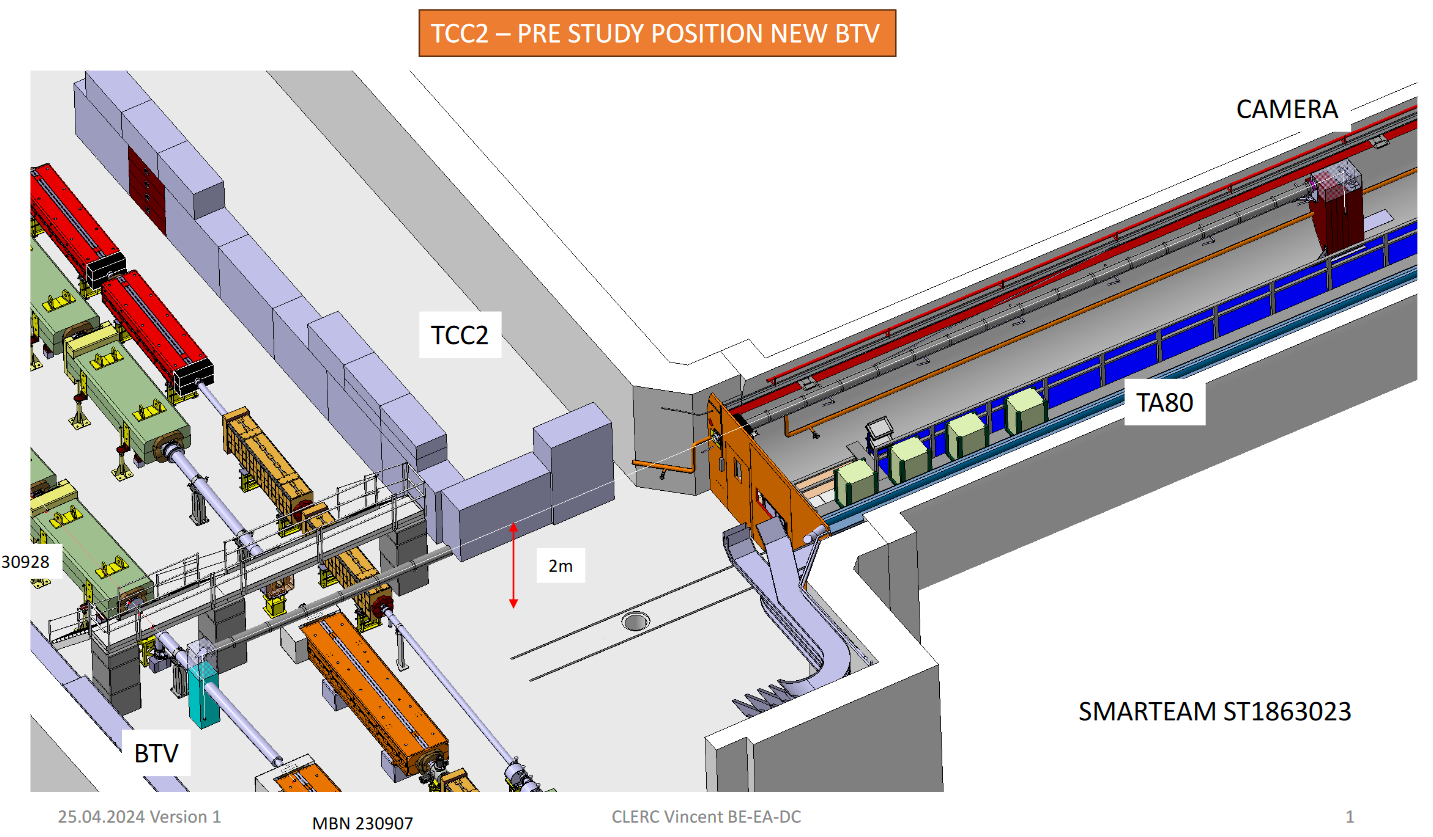 TCC2 – PRE STUDY POSITION NEW BTV
CAMERA
TCC2
TA80
2m
30928
SMARTEAM ST1863023
BTV
25.04.2024 Version 1
MBN 230907
CLERC Vincent BE-EA-DC
1